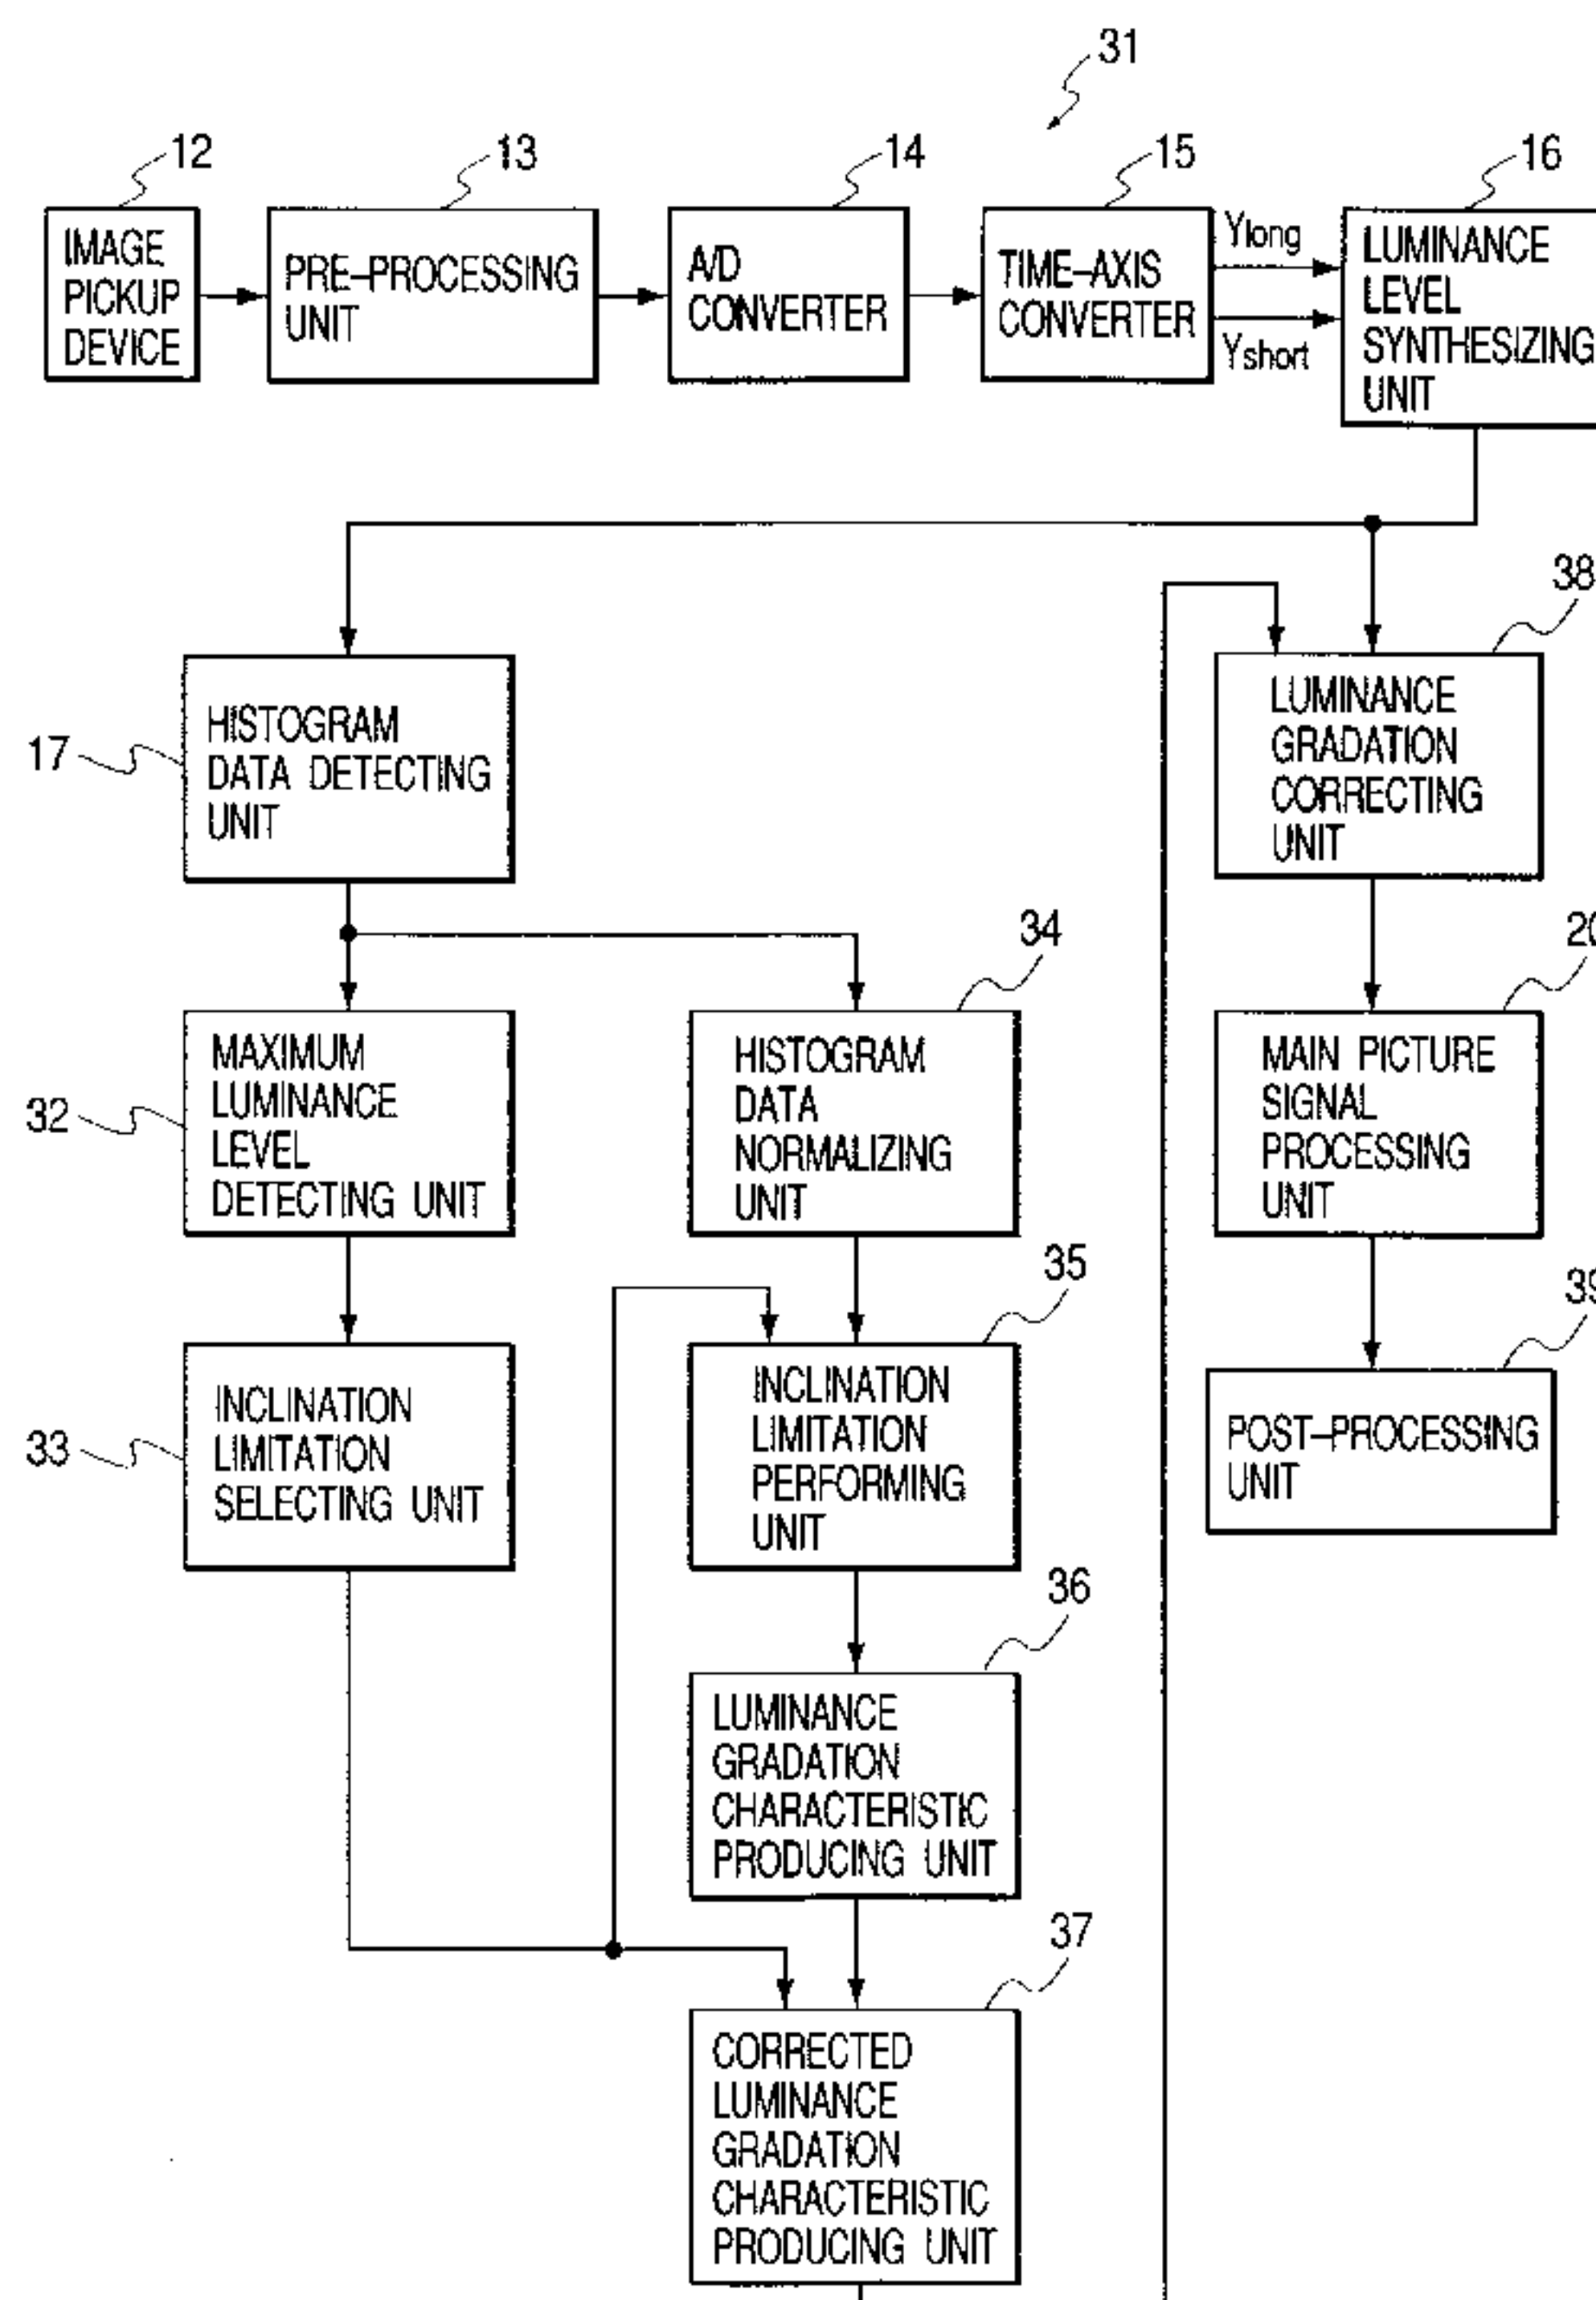 31
12
13
14
15
16
IMAGE
PICKUP
DEVICE
PRE-PROCESSING
UNIT
A/D
CONVERTER
TIME-AXIS
CONVERTER
Ylong
Yshort
LUMINANCE
LEVEL
SYNTHESIZING
UNIT
38
17
HISTOGRAM
DATA DETECTING
UNIT
LUMINANCE
GRADATION
CORRECTING
UNIT
34
20
32
MAXIMUM
LUMINANCE
LEVEL
DETECTING UNIT
HISTOGRAM
DATA
NORMALIZING
UNIT
MAIN PICTURE
SIGNAL
PROCESSING
UNIT
35
39
33
INCLINATION
LIMITATION
SELECTING UNIT
INCLINATION
LIMITATION
PERFORMING
UNIT
POST-PROCESSING
UNIT
36
LUMINANCE
GRADATION
CHARACTERISTIC
PRODUCING UNIT
37
CORRECTED
LUMINANCE
GRADATION
CHARACTERISTIC
PRODUCING UNIT